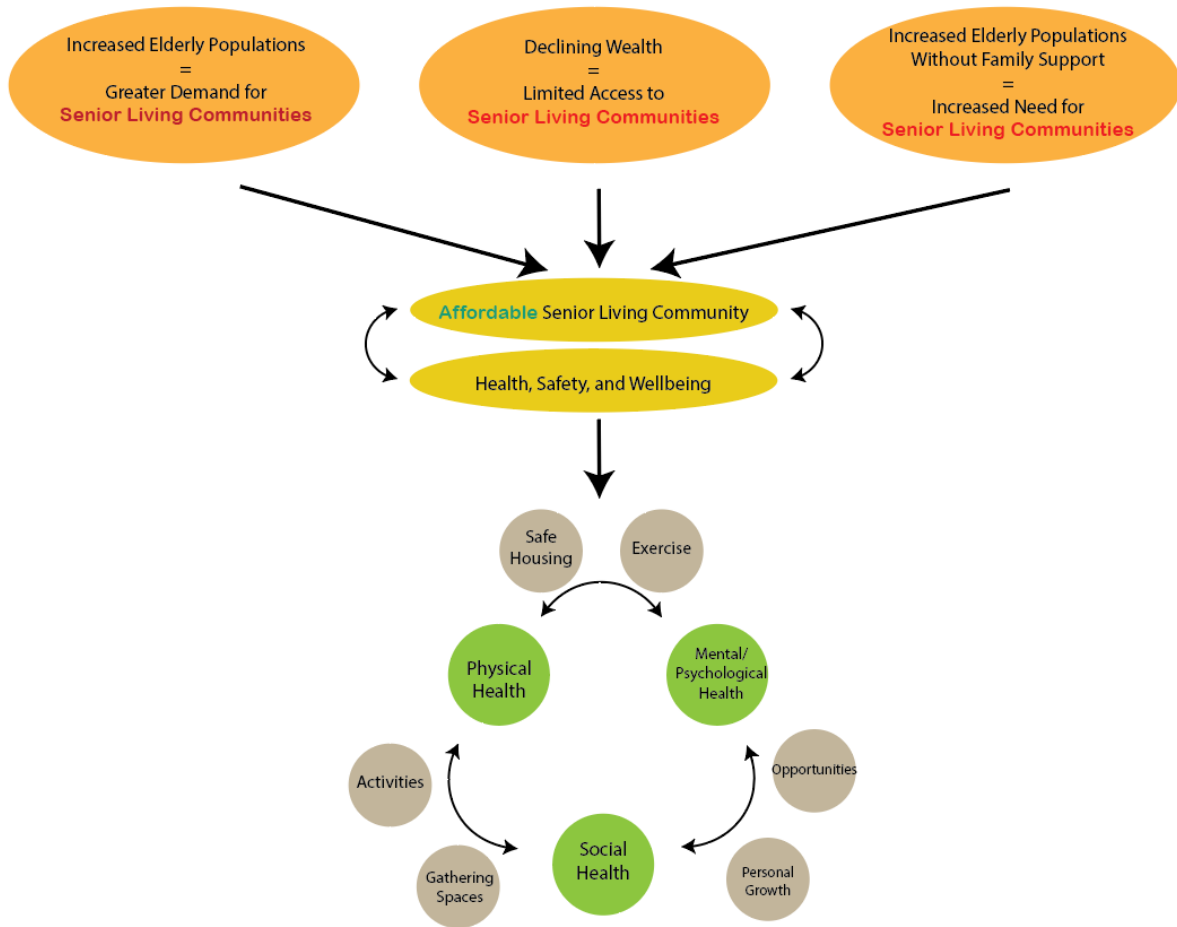 Increased Elderly Populations
=
Greater Demand for
Senior Living Communities
Declining Wealth
=
Limited Access to
Senior Living Communities
Increased Elderly Populations
Without Family Support
=
Increased Need for
Senior Living Communities
Affordable Senior Living Community
Health, Safety, and Wellbeing
Safe
Housing
Exercise
Physical
Health
Mental/
Psychological
Health
Activities
Opportunities
Social
Health
Gathering
Spaces
Personal
Growth